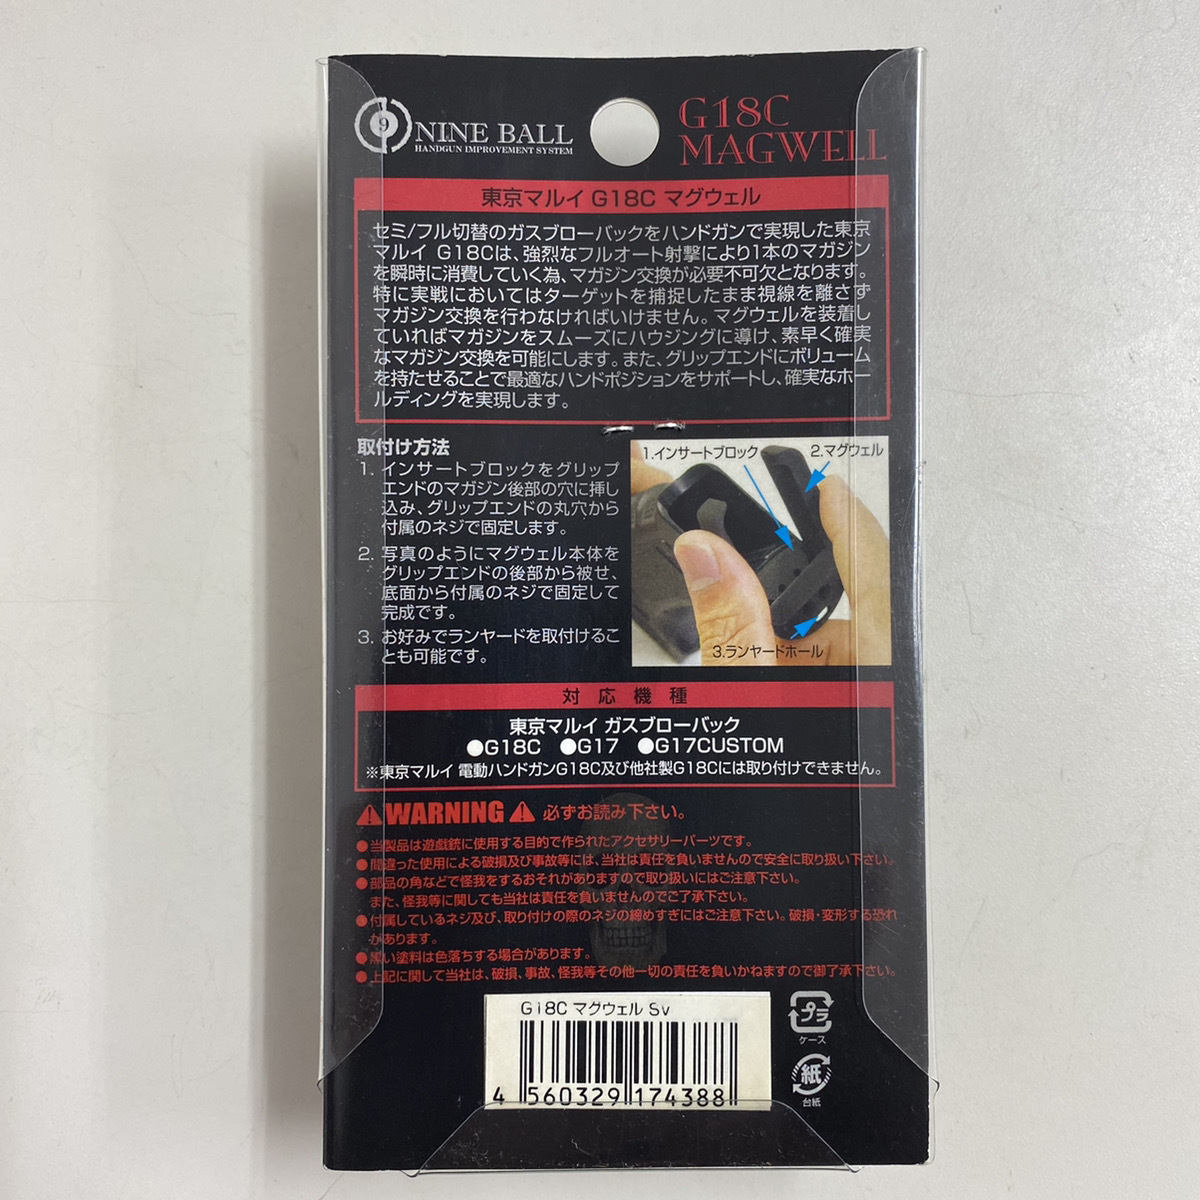 9 NINE BALL
HANDGUN IMPROVEMENT SYSTEM
G18C
MAGWELL
東京マルイ G18C マグウェル
セミ/フル切替のガスブローバックをハンドガンで実現した東京
マルイ G18Cは、強烈なフルオート射撃により1本のマガジン
を瞬時に消費していく為、マガジン交換が必要不可欠となります。
特に実戦においてはターゲットを捕捉したまま視線を離さず
マガジン交換を行わなければいけません。マグウェルを装着し
ていればマガジンをスムーズにハウジングに導け、素早く確実
なマガジン交換を可能にします。また、グリップエンドにボリューム
を持たせることで最適なハンドポジションをサポートし、確実なホー
ルディングを実現します。
取付け方法
1. インサートブロックをグリップ
エンドのマガジン後部の穴に挿し
込み、グリップエンドの丸穴から
付属のネジで固定します。
2. 写真のようにマグウェル本体を
グリップエンドの後部から被せ、
底面から付属のネジで固定して
完成です。
3. お好みでランヤードを取付けるこ
とも可能です。
1.インサートブロック
2.マグウェル
3.ランヤードホール
対応機種
東京マルイ ガスブローバック
●G18C ●G17 ●G17CUSTOM
※東京マルイ 電動ハンドガンG18C及び他社製G18Cには取り付けできません。
WARNING 必ずお読み下さい。
●当製品は遊戯銃に使用する目的で作られたアクセサリーパーツです。
●間違った使用による破損及び事故等には、当社は責任を負いませんので安全に取り扱い下さい。
●部品の角などで怪我をするおそれがありますので取り扱いにはご注意下さい。
また、怪我等に関しても当社は責任を負いませんのでご了承下さい。
●付属しているネジ及び、取り付けの際のネジの締めすぎにはご注意下さい。破損・変形する恐れ
があります。
●黒い塗料は色落ちする場合があります。
●上記に関して当社は、破損、事故、怪我等その他一切の責任を負いかねますので御了承下さい。
G18C マグウェル Sv
4 560329 174388
プラ
ケース
紙
台紙